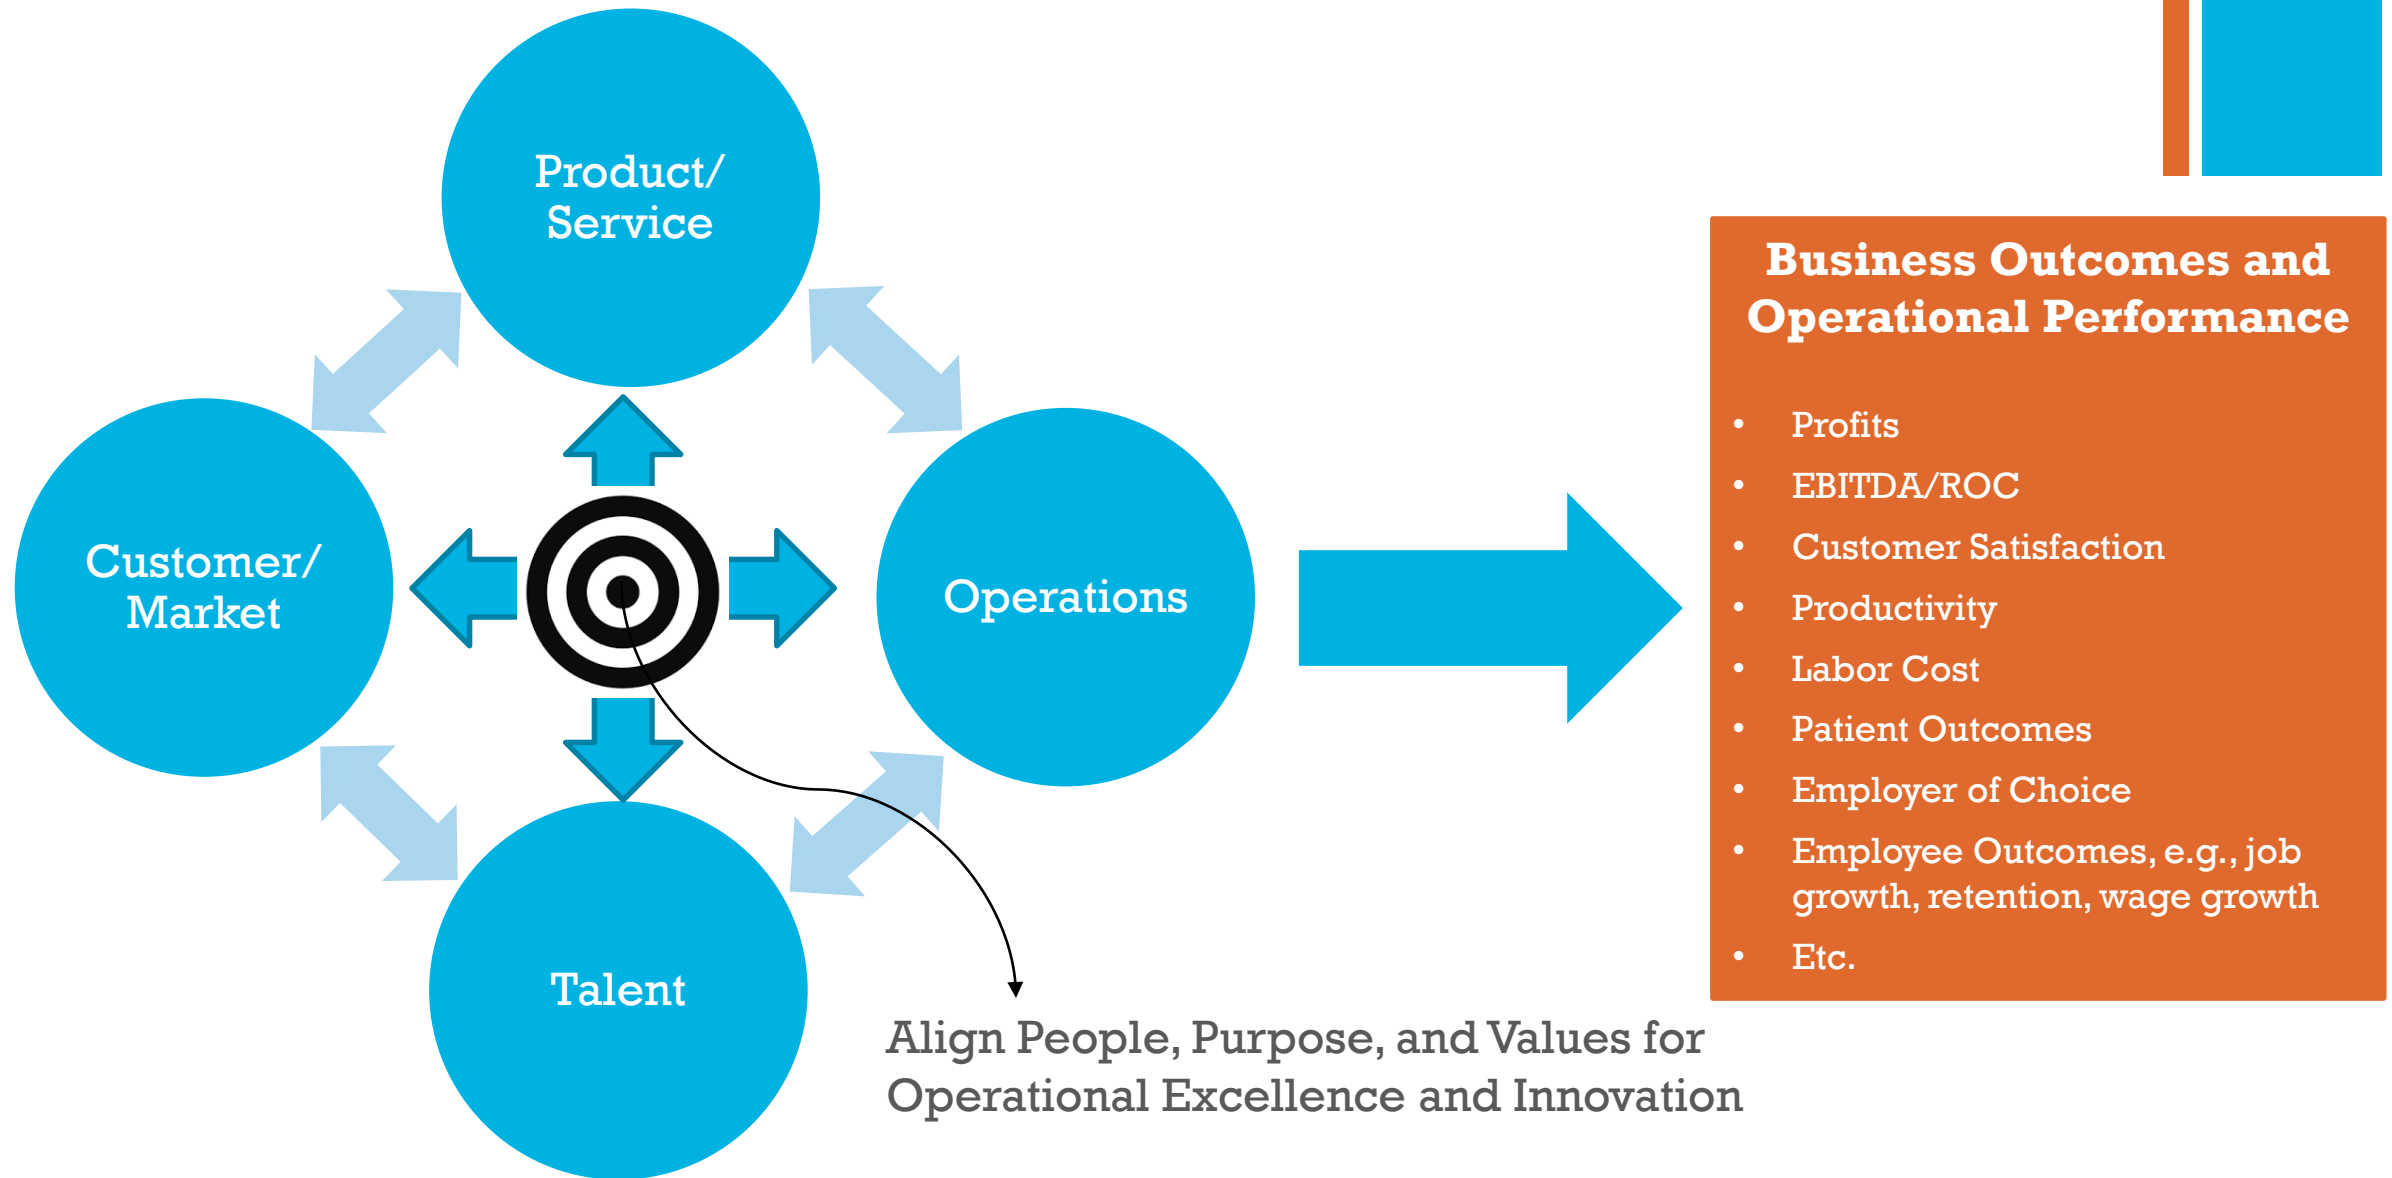 Product/
Service
Customer/
Market
Operations
Talent
Align People, Purpose, and Values for
Operational Excellence and Innovation
Business Outcomes and
Operational Performance
• Profits
• EBITDA/ROC
• Customer Satisfaction
• Productivity
• Labor Cost
• Patient Outcomes
• Employer of Choice
• Employee Outcomes, e.g., job
growth, retention, wage growth
• Etc.